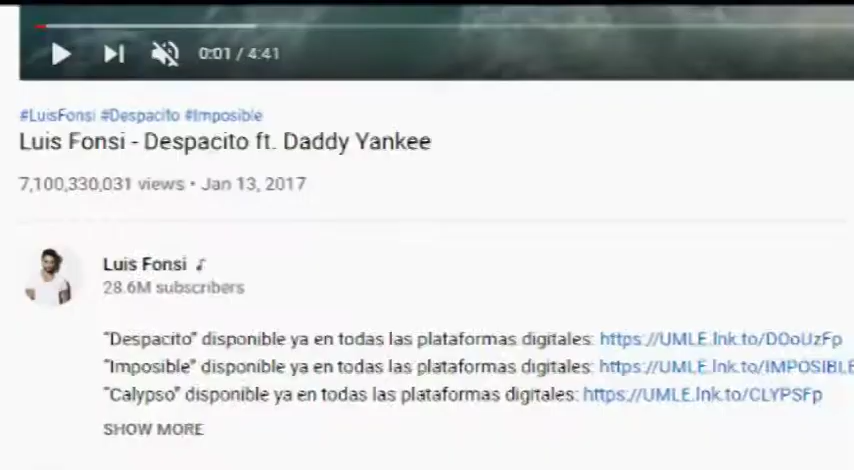 0:01 / 4:41
#LuisFonsi #Despacito #Imposible
Luis Fonsi - Despacito ft. Daddy Yankee
7,100,330,031 views • Jan 13, 2017
Luis Fonsi ♪
28.6M subscribers
"Despacito" disponible ya en todas las plataformas digitales: https://UMLE.lnk.to/DOoUzFp
"Imposible" disponible ya en todas las plataformas digitales: https://UMLE.lnk.to/IMPOSIBLE
"Calypso" disponible ya en todas las plataformas digitales: https://UMLE.lnk.to/CLYPSFp
SHOW MORE